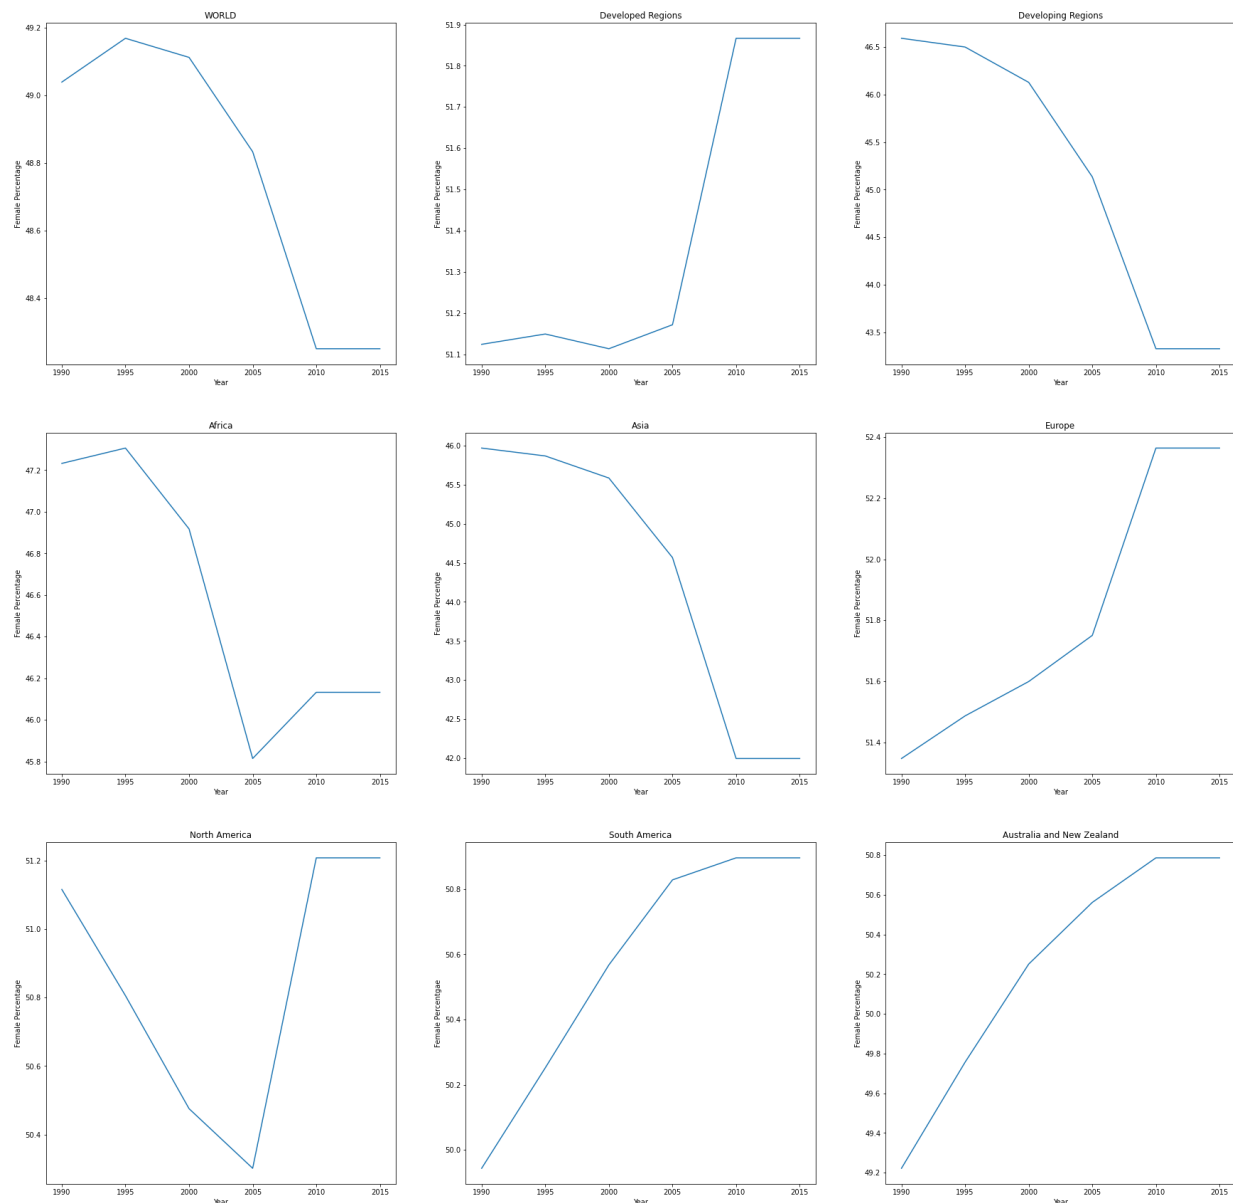 WORLD
Female Percentage
49.2
49.0
48.8
48.6
48.4
1990 1995 2000 2005 2010 2015
Year
Developed Regions
Female Percentage
51.9
51.8
51.7
51.6
51.5
51.4
51.3
51.2
51.1
1990 1995 2000 2005 2010 2015
Year
Developing Regions
Female Percentage
46.5
46.0
45.5
45.0
44.5
44.0
43.5
1990 1995 2000 2005 2010 2015
Year
Africa
Female Percentage
47.2
47.0
46.8
46.6
46.4
46.2
46.0
45.8
1990 1995 2000 2005 2010 2015
Year
Asia
Female Percentge
46.0
45.5
45.0
44.5
44.0
43.5
43.0
42.5
42.0
1990 1995 2000 2005 2010 2015
Year
Europe
Female Percentage
52.4
52.2
52.0
51.8
51.6
51.4
1990 1995 2000 2005 2010 2015
Year
North America
Female Percentage
51.2
51.0
50.8
50.6
50.4
1990 1995 2000 2005 2010 2015
Year
South America
Female Percentgae
50.8
50.6
50.4
50.2
50.0
1990 1995 2000 2005 2010 2015
Year
Australia and New Zealand
Female Percentage
50.8
50.6
50.4
50.2
50.0
49.8
49.6
49.4
49.2
1990 1995 2000 2005 2010 2015
Year